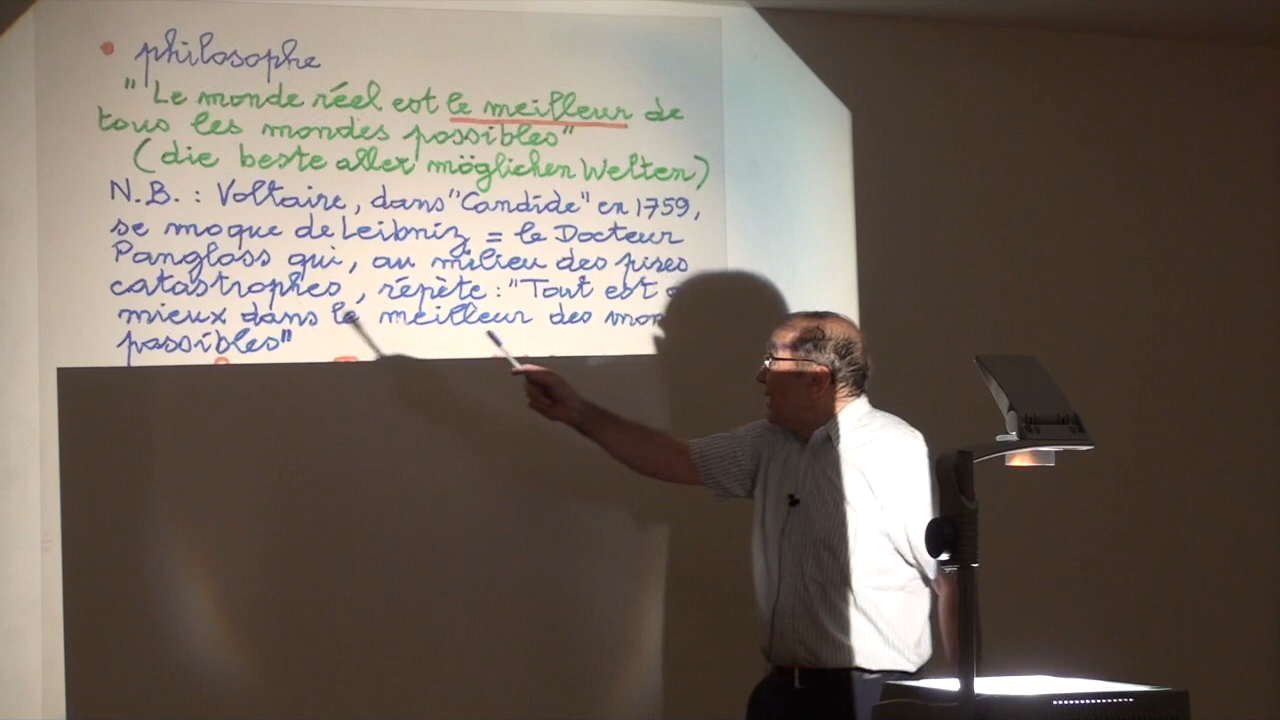 philosophe
"Le monde réel est le meilleur de
tous les mondes possibles"
(die beste aller möglichen Welten)
N.B. : Voltaire, dans "Candide" en 1759,
se moque de Leibniz = le Docteur
Pangloss qui, au milieu des pires
catastrophes, répète : "Tout est
mieux dans le meilleur des
possibles"